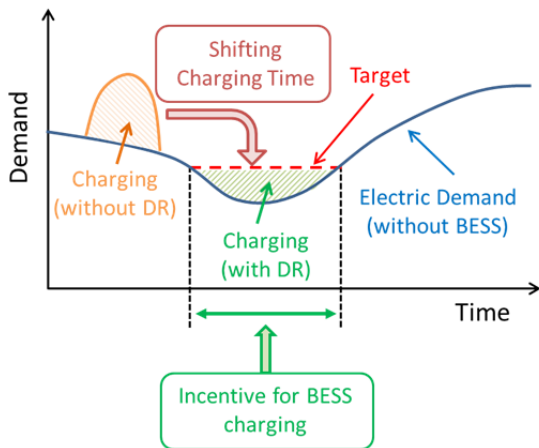 Shifting
Charging Time
Target
Demand
Charging
(without DR)
Electric Demand
(without BESS)
Charging
(with DR)
Time
Incentive for BESS
charging